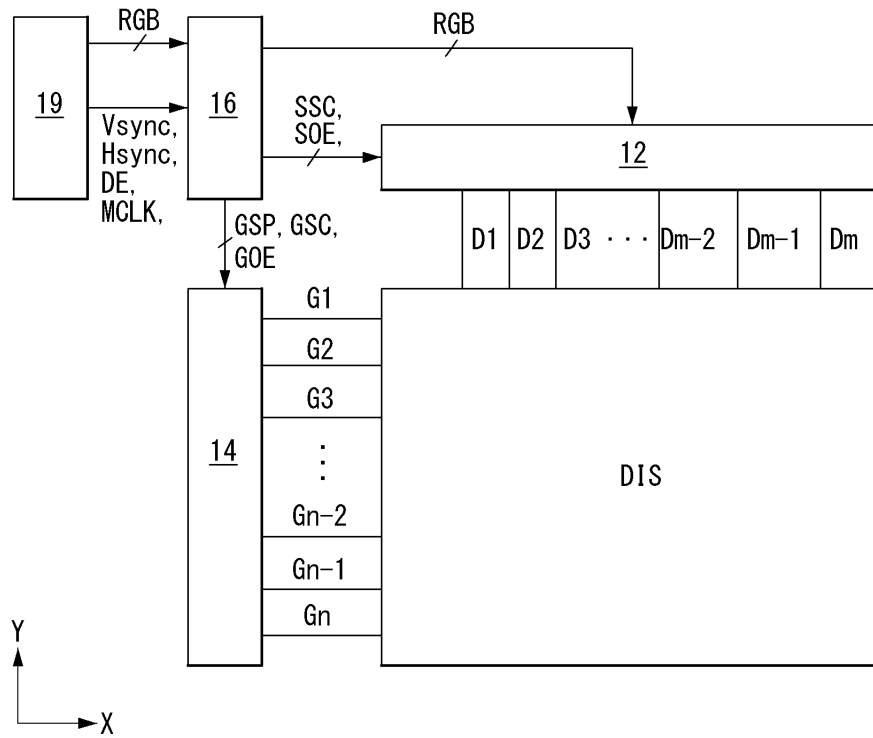 RGB
RGB
19
16
SSC,
SOE,
Vsync,
Hsync,
DE,
MCLK,
12
GSP, GSC,
GOE
D1 D2 D3 ··· Dm-2 Dm-1 Dm
G1
G2
G3
14
⋮
DIS
Gn-2
Gn-1
Gn
Y
X